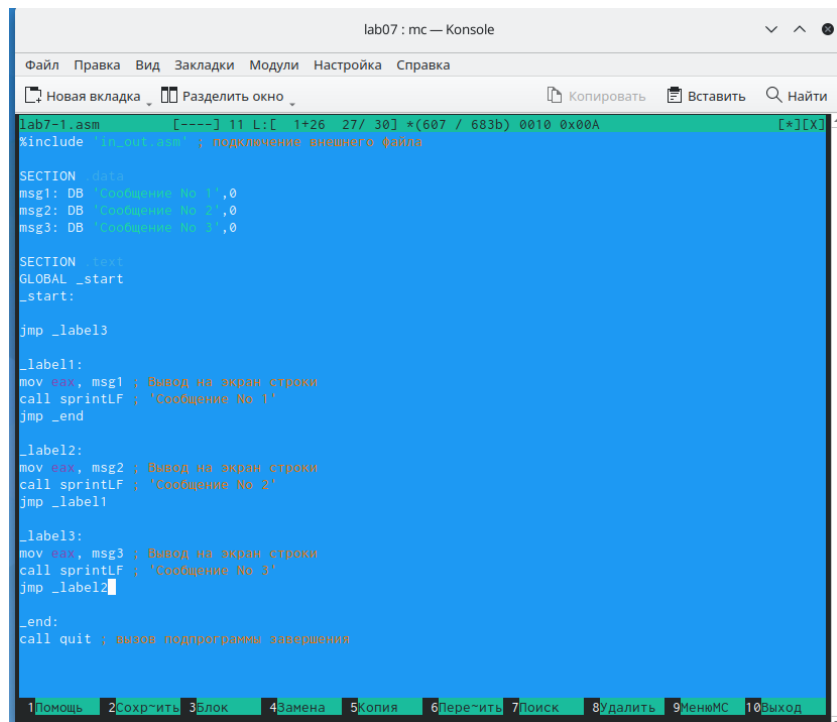 lab07 : mc — Konsole
Файл Правка Вид Закладки Модули Настройка Справка
Новая вкладка Разделить окно Копировать Вставить Найти
lab7-1.asm [----] 11 L:[ 1+26 27/ 30] *(607 / 683b) 0010 0x00A [*][X]
%include 'in_out.asm' ; подключение внешнего файла
SECTION .data
msg1: DB 'Сообщение No 1',0
msg2: DB 'Сообщение No 2',0
msg3: DB 'Сообщение No 3',0
SECTION .text
GLOBAL _start
_start:
jmp _label3
_label1:
mov eax, msg1 ; Вывод на экран строки
call sprintLF ; 'Сообщение No 1'
jmp _end
_label2:
mov eax, msg2 ; Вывод на экран строки
call sprintLF ; 'Сообщение No 2'
jmp _label1
_label3:
mov eax, msg3 ; Вывод на экран строки
call sprintLF ; 'Сообщение No 3'
jmp _label2
_end:
call quit ; вызов подпрограммы завершения
1Помощь 2Сохр~ить 3Блок 4Замена 5Копия 6Пере~ить 7Поиск 8Удалить 9МенюМС 10Выход